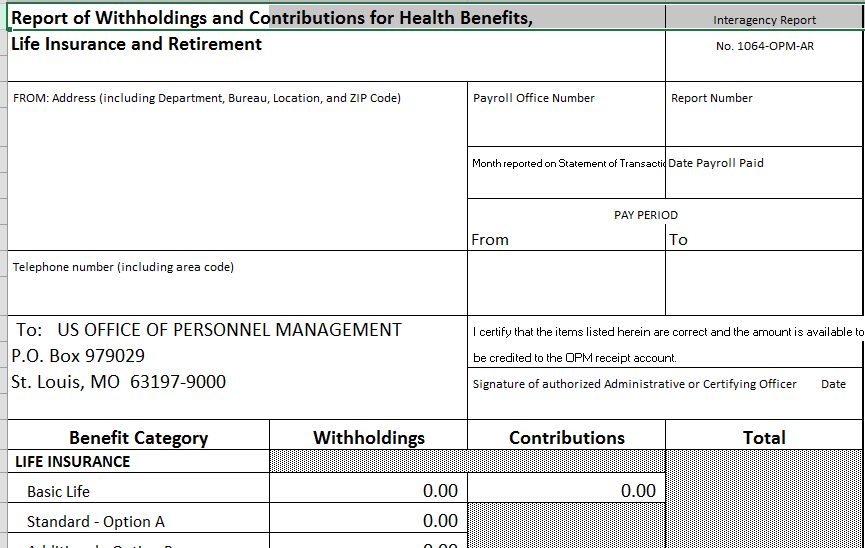 Report of Withholdings and Contributions for Health Benefits,
Interagency Report
Life Insurance and Retirement
No. 1064-OPM-AR
FROM: Address (including Department, Bureau, Location, and ZIP Code)
Payroll Office Number
Report Number
Month reported on Statement of
Date Payroll Paid
PAY PERIOD
From
To
Telephone number (including area code)
To: US OFFICE OF PERSONNEL MANAGEMENT
P.O. Box 979029
St. Louis, MO 63197-9000
I certify that the items listed herein are correct and the amount is available to
be credited to the OPM receipt account.
Signature of authorized Administrative or Certifying Officer
Date
Benefit Category
Withholdings
Contributions
Total
LIFE INSURANCE
Basic Life
0.00
0.00
Standard - Option A
0.00